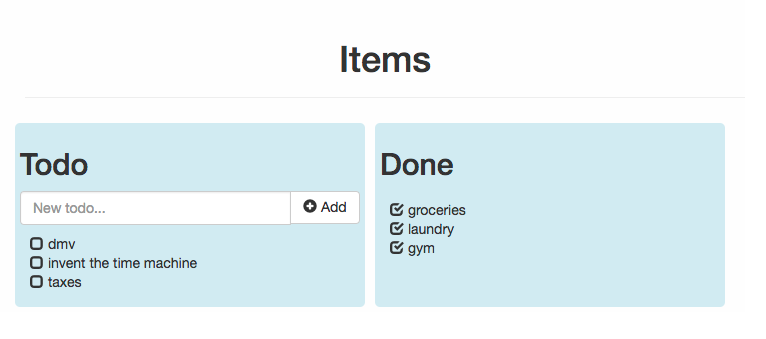 Items
Todo
New todo...
Add
dmv
invent the time machine
taxes
Done
groceries
laundry
gym